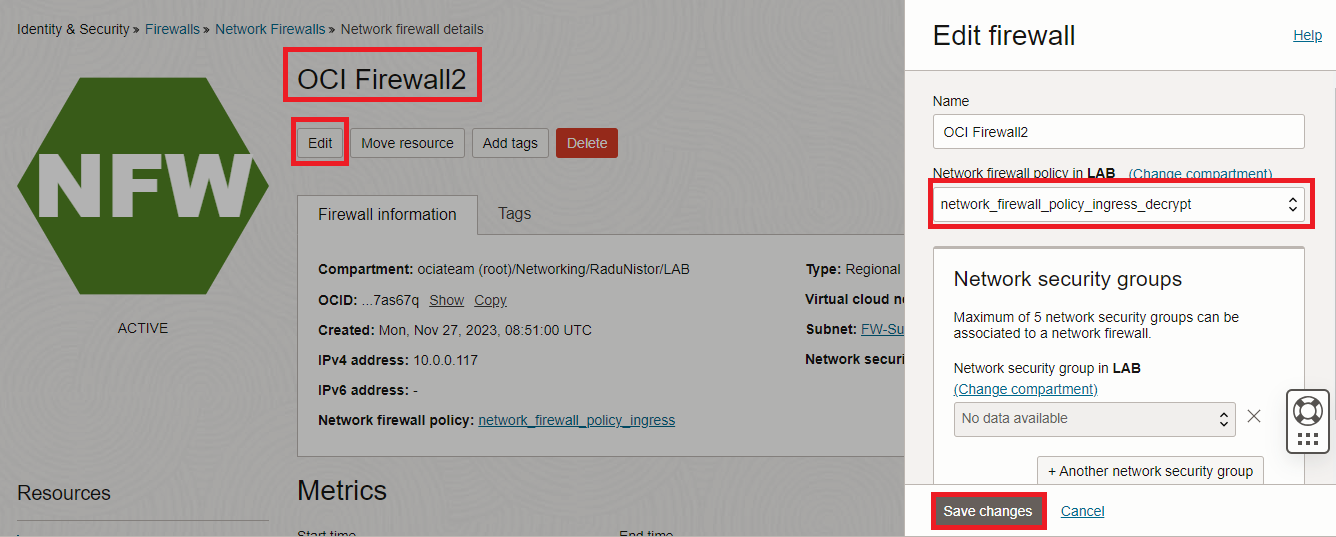 Identity & Security » Firewalls » Network Firewalls » Network firewall details
NFW
ACTIVE
OCI Firewall2
Edit
Move resource
Add tags
Delete
Firewall information
Tags
Compartment: ociateam (root)/Networking/RaduNistor/LAB
OCID: ...7as67q Show Copy
Created: Mon, Nov 27, 2023, 08:51:00 UTC
IPv4 address: 10.0.0.117
IPv6 address: -
Network firewall policy: network_firewall_policy_ingress
Type: Regional
Virtual cloud
Subnet: FW-Su
Network
Resources
Metrics
Start time
End time
Edit firewall
Help
Name
OCI Firewall2
Network firewall policy in LAB (Change compartment)
network_firewall_policy_ingress_decrypt
Network security groups
Maximum of 5 network security groups can be
associated to a network firewall.
Network security group in LAB
(Change compartment)
No data available
+ Another network security group
Save changes
Cancel